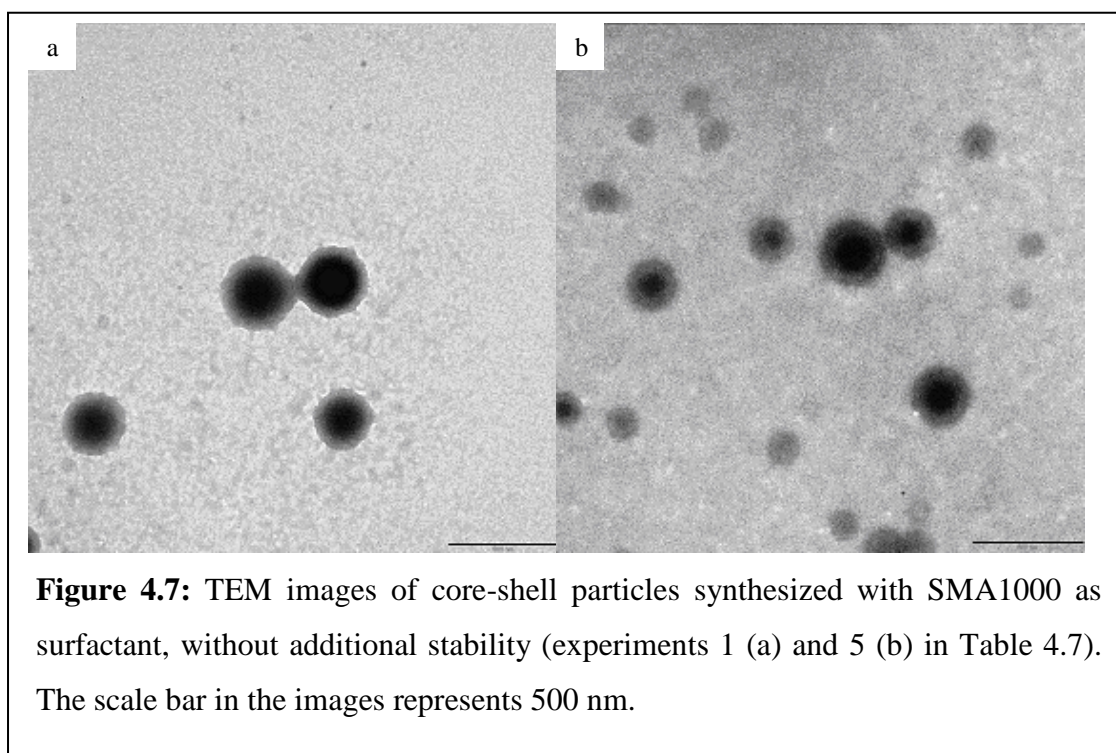 a
b
Figure 4.7: TEM images of core-shell particles synthesized with SMA1000 as
surfactant, without additional stability (experiments 1 (a) and 5 (b) in Table 4.7).
The scale bar in the images represents 500 nm.